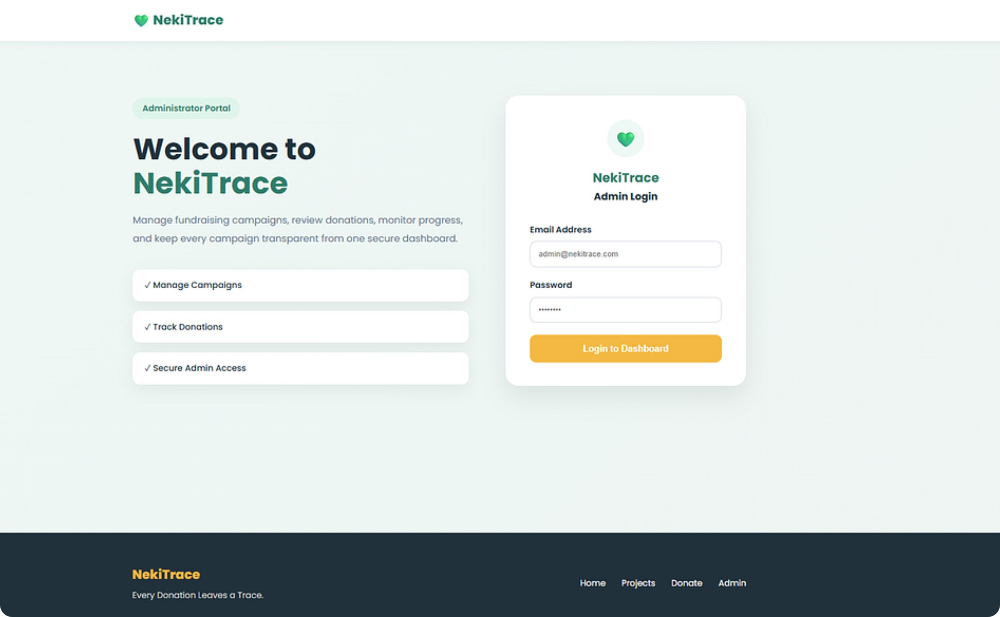 NekiTrace
Administrator Portal
Welcome to
NekiTrace
Manage fundraising campaigns, review donations, monitor progress,
and keep every campaign transparent from one secure dashboard.
✓ Manage Campaigns
✓ Track Donations
✓ Secure Admin Access
NekiTrace
Admin Login
Email Address
admin@nekitrace.com
Password
********
Login to Dashboard
NekiTrace
Every Donation Leaves a Trace.
Home Projects Donate Admin